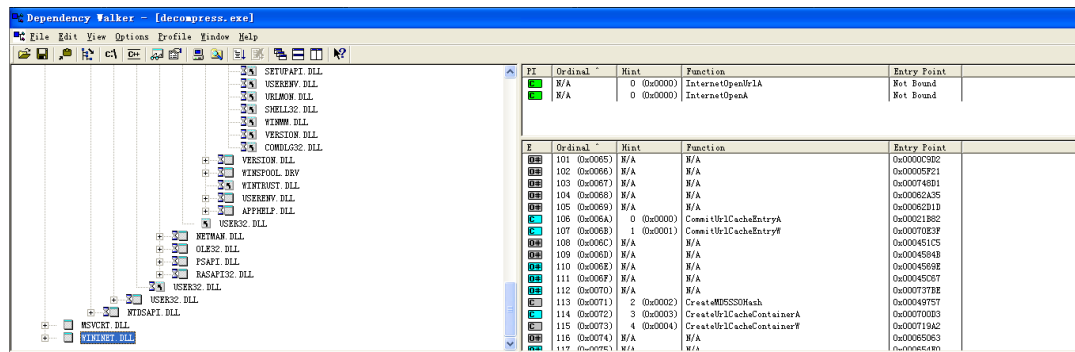 Dependency Walker - [decompress.exe]
File Edit View Options Profile Window Help
C:\ C++
SETUPAPI.DLL
USERENV.DLL
URLMON.DLL
SHELL32.DLL
WINMM.DLL
VERSION.DLL
COMDLG32.DLL
VERSION.DLL
WINSPOOL.DRV
WINTRUST.DLL
USERENV.DLL
APPHELP.DLL
USER32.DLL
NETMAN.DLL
OLE32.DLL
PSAPI.DLL
RASAPI32.DLL
USER32.DLL
USER32.DLL
NTDSAPI.DLL
MSVCRT.DLL
WININET.DLL
PI Ordinal ^ Hint Function Entry Point
C N/A 0 (0x0000) InternetOpenUrlA Not Bound
C N/A 0 (0x0000) InternetOpenA Not Bound
E Ordinal ^ Hint Function Entry Point
O# 101 (0x0065) N/A N/A 0x0000C9D2
O# 102 (0x0066) N/A N/A 0x00005F21
O# 103 (0x0067) N/A N/A 0x000748D1
O# 104 (0x0068) N/A N/A 0x00062A35
O# 105 (0x0069) N/A N/A 0x00062D1D
C 106 (0x006A) 0 (0x0000) CommitUrlCacheEntryA 0x00021B82
C 107 (0x006B) 1 (0x0001) CommitUrlCacheEntryW 0x00070E3F
O# 108 (0x006C) N/A N/A 0x000451C5
O# 109 (0x006D) N/A N/A 0x0004584B
O# 110 (0x006E) N/A N/A 0x0004569E
O# 111 (0x006F) N/A N/A 0x00045C67
O# 112 (0x0070) N/A N/A 0x000737BE
C 113 (0x0071) 2 (0x0002) CreateMD5SSOHash 0x00049757
C 114 (0x0072) 3 (0x0003) CreateUrlCacheContainerA 0x000700D3
C 115 (0x0073) 4 (0x0004) CreateUrlCacheContainerW 0x000719A2
O# 116 (0x0074) N/A N/A 0x00065063
O# 117 (0x0075) N/A N/A 0x000654F0